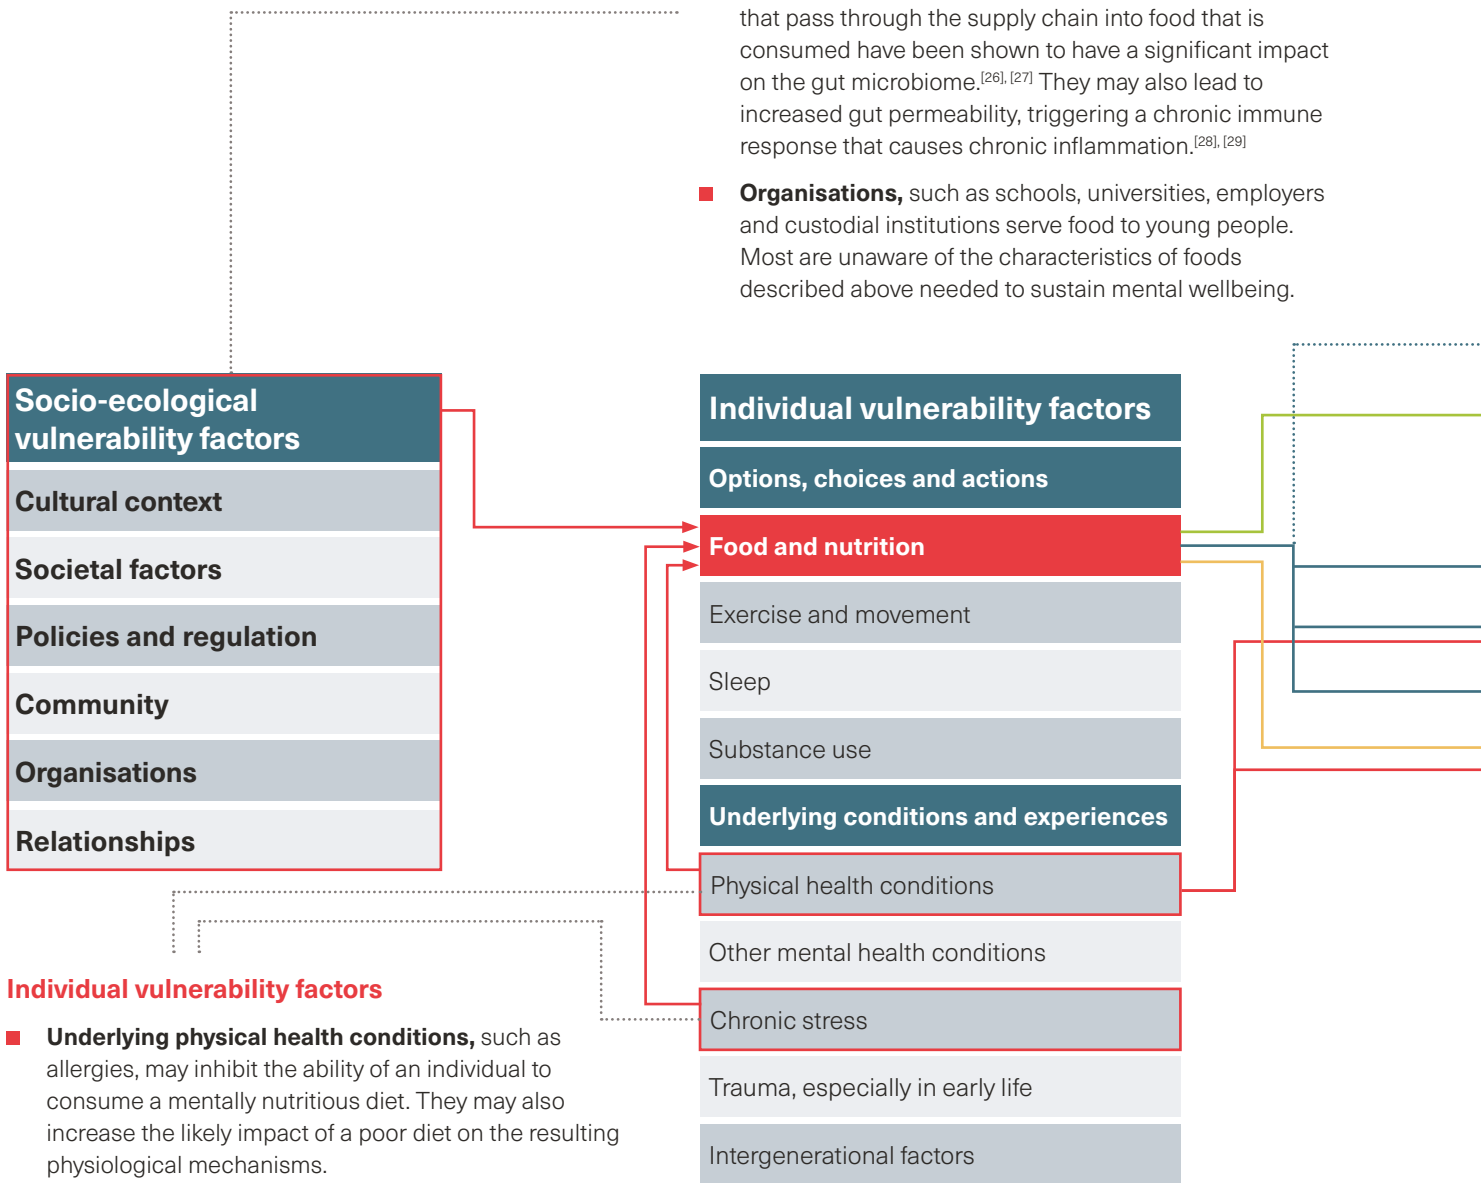 that pass through the supply chain into food that is
consumed have been shown to have a significant impact
on the gut microbiome.[26], [27] They may also lead to
increased gut permeability, triggering a chronic immune
response that causes chronic inflammation.[28], [29]
Organisations, such as schools, universities, employers
and custodial institutions serve food to young people.
Most are unaware of the characteristics of foods
described above needed to sustain mental wellbeing.
Socio-ecological
vulnerability factors
Cultural context
Societal factors
Policies and regulation
Community
Organisations
Relationships
Individual vulnerability factors
Options, choices and actions
Food and nutrition
Exercise and movement
Sleep
Substance use
Underlying conditions and experiences
Physical health conditions
Other mental health conditions
Chronic stress
Trauma, especially in early life
Intergenerational factors
Individual vulnerability factors
Underlying physical health conditions, such as
allergies, may inhibit the ability of an individual to
consume a mentally nutritious diet. They may also
increase the likely impact of a poor diet on the resulting
physiological mechanisms.